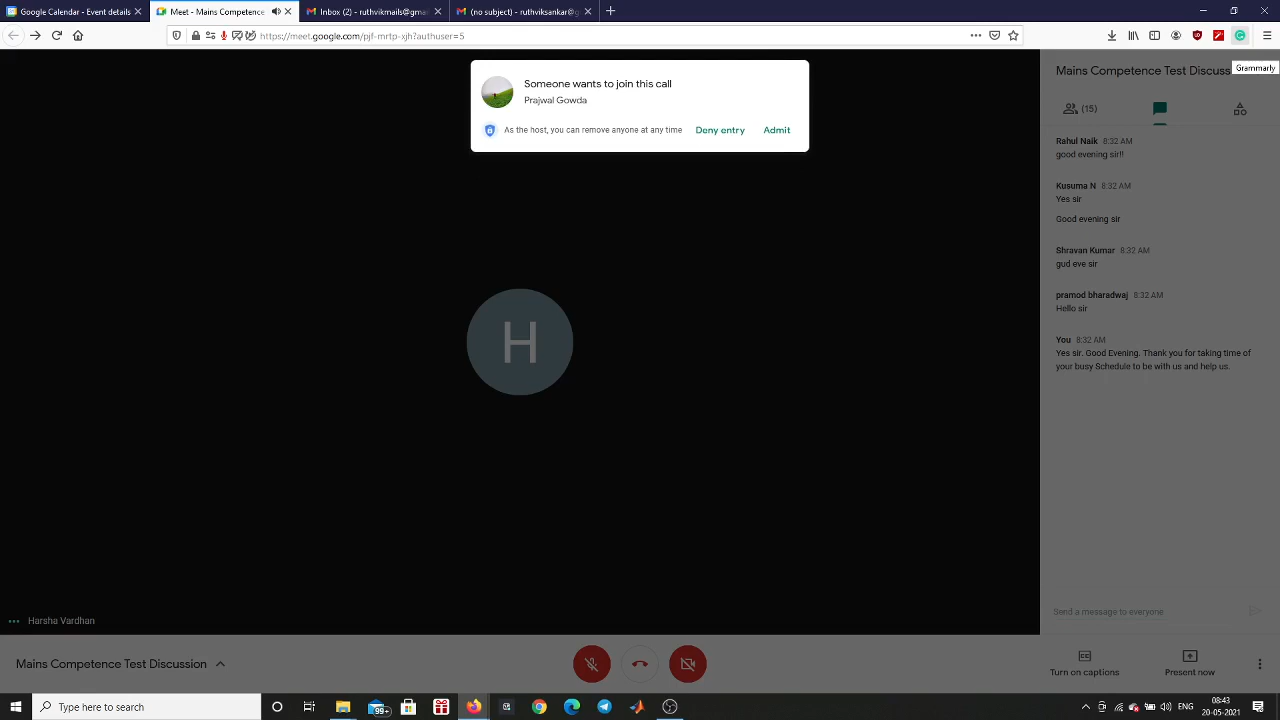 Google Calendar - Event details
Meet - Mains Competence
Inbox (2) - ruthvikmails@gmai
(no subject) - ruthviksankar@g
https://meet.google.com/pjf-mrtp-xjh?authuser=5
Grammarly
Someone wants to join this call
Prajwal Gowda
As the host, you can remove anyone at any time
Deny entry
Admit
Mains Competence Test Discuss
(15)
Rahul Naik 8:32 AM
good evening sir!!
Kusuma N 8:32 AM
Yes sir
Good evening sir
Shravan Kumar 8:32 AM
gud eve sir
pramod bharadwaj 8:32 AM
Hello sir
You 8:32 AM
Yes sir. Good Evening. Thank you for taking time of
your busy Schedule to be with us and help us.
Send a message to everyone
H
Harsha Vardhan
Mains Competence Test Discussion
Turn on captions
Present now
Type here to search
99+
ENG
08:43
20-05-2021